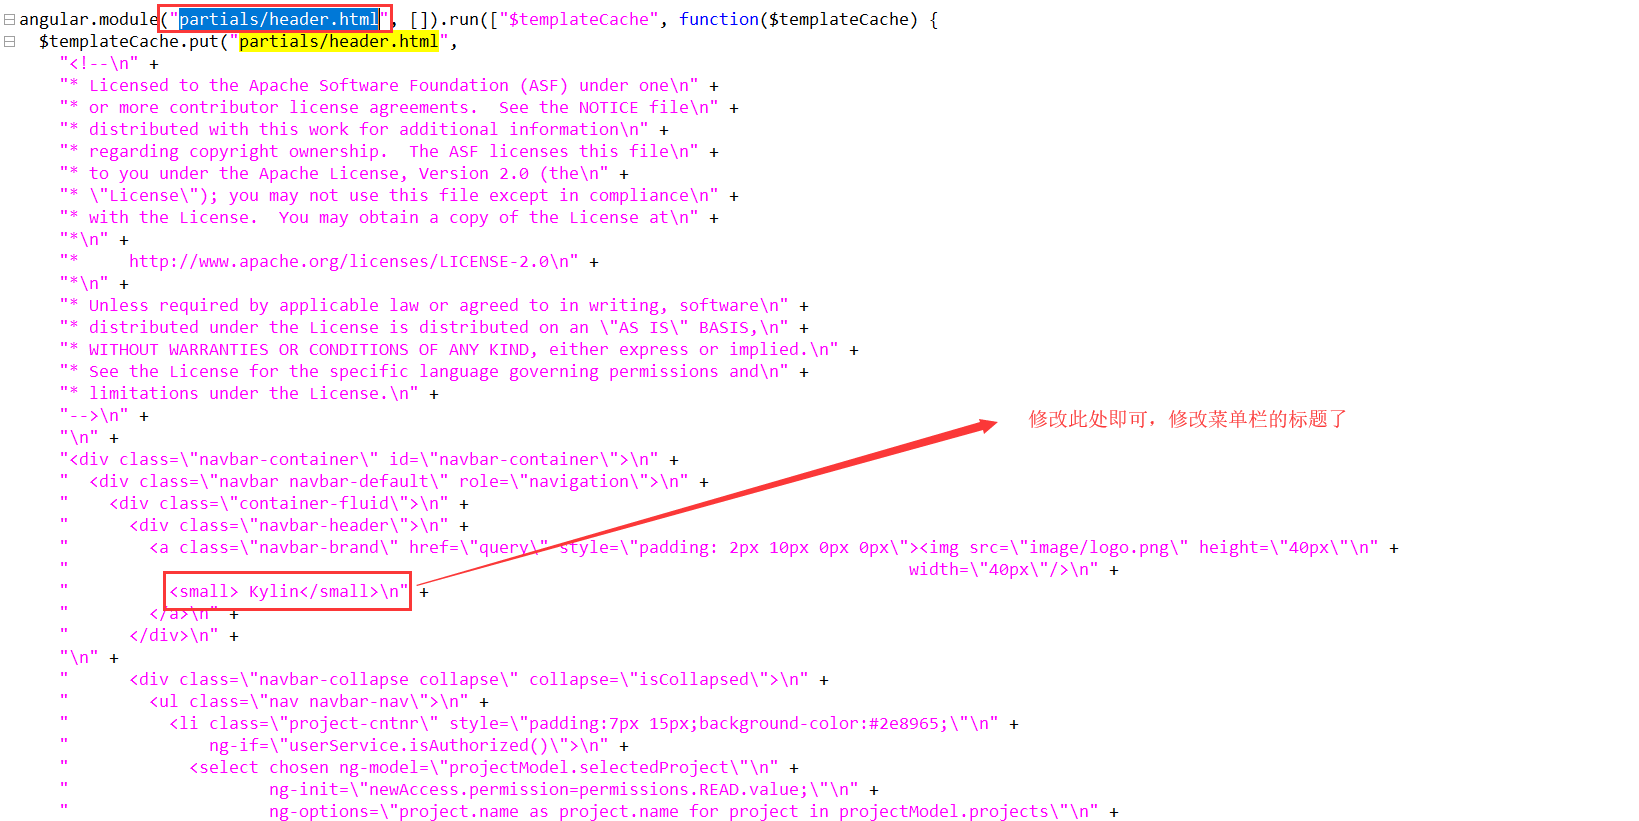 angular.module("partials/header.html", []).run(["$templateCache", function($templateCache) {
  $templateCache.put("partials/header.html",
    "<!--\n" +
    "* Licensed to the Apache Software Foundation (ASF) under one\n" +
    "* or more contributor license agreements.  See the NOTICE file\n" +
    "* distributed with this work for additional information\n" +
    "* regarding copyright ownership.  The ASF licenses this file\n" +
    "* to you under the Apache License, Version 2.0 (the\n" +
    "* \"License\"); you may not use this file except in compliance\n" +
    "* with the License.  You may obtain a copy of the License at\n" +
    "*\n" +
    "*     http://www.apache.org/licenses/LICENSE-2.0\n" +
    "*\n" +
    "* Unless required by applicable law or agreed to in writing, software\n" +
    "* distributed under the License is distributed on an \"AS IS\" BASIS,\n" +
    "* WITHOUT WARRANTIES OR CONDITIONS OF ANY KIND, either express or implied.\n" +
    "* See the License for the specific language governing permissions and\n" +
    "* limitations under the License.\n" +
    "-->\n" +
修改此处即可，修改菜单栏的标题了
    "\n" +
    "<div class=\"navbar-container\" id=\"navbar-container\">\n" +
    "  <div class=\"navbar navbar-default\" role=\"navigation\">\n" +
    "    <div class=\"container-fluid\">\n" +
    "      <div class=\"navbar-header\">\n" +
    "        <a class=\"navbar-brand\" href=\"query\" style=\"padding: 2px 10px 0px 0px\"><img src=\"image/logo.png\" height=\"40px\"\n" +
    "                                                                                    width=\"40px\"/>\n" +
    "          <small> Kylin</small>\n" +
    "        </a>\n" +
    "      </div>\n" +
    "\n" +
    "      <div class=\"navbar-collapse collapse\" collapse=\"isCollapsed\">\n" +
    "        <ul class=\"nav navbar-nav\">\n" +
    "          <li class=\"project-cntnr\" style=\"padding:7px 15px;background-color:#2e8965;\"\n" +
    "              ng-if=\"userService.isAuthorized()\">\n" +
    "            <select chosen ng-model=\"projectModel.selectedProject\"\n" +
    "                    ng-init=\"newAccess.permission=permissions.READ.value;\"\n" +
    "                    ng-options=\"project.name as project.name for project in projectModel.projects\"\n" +